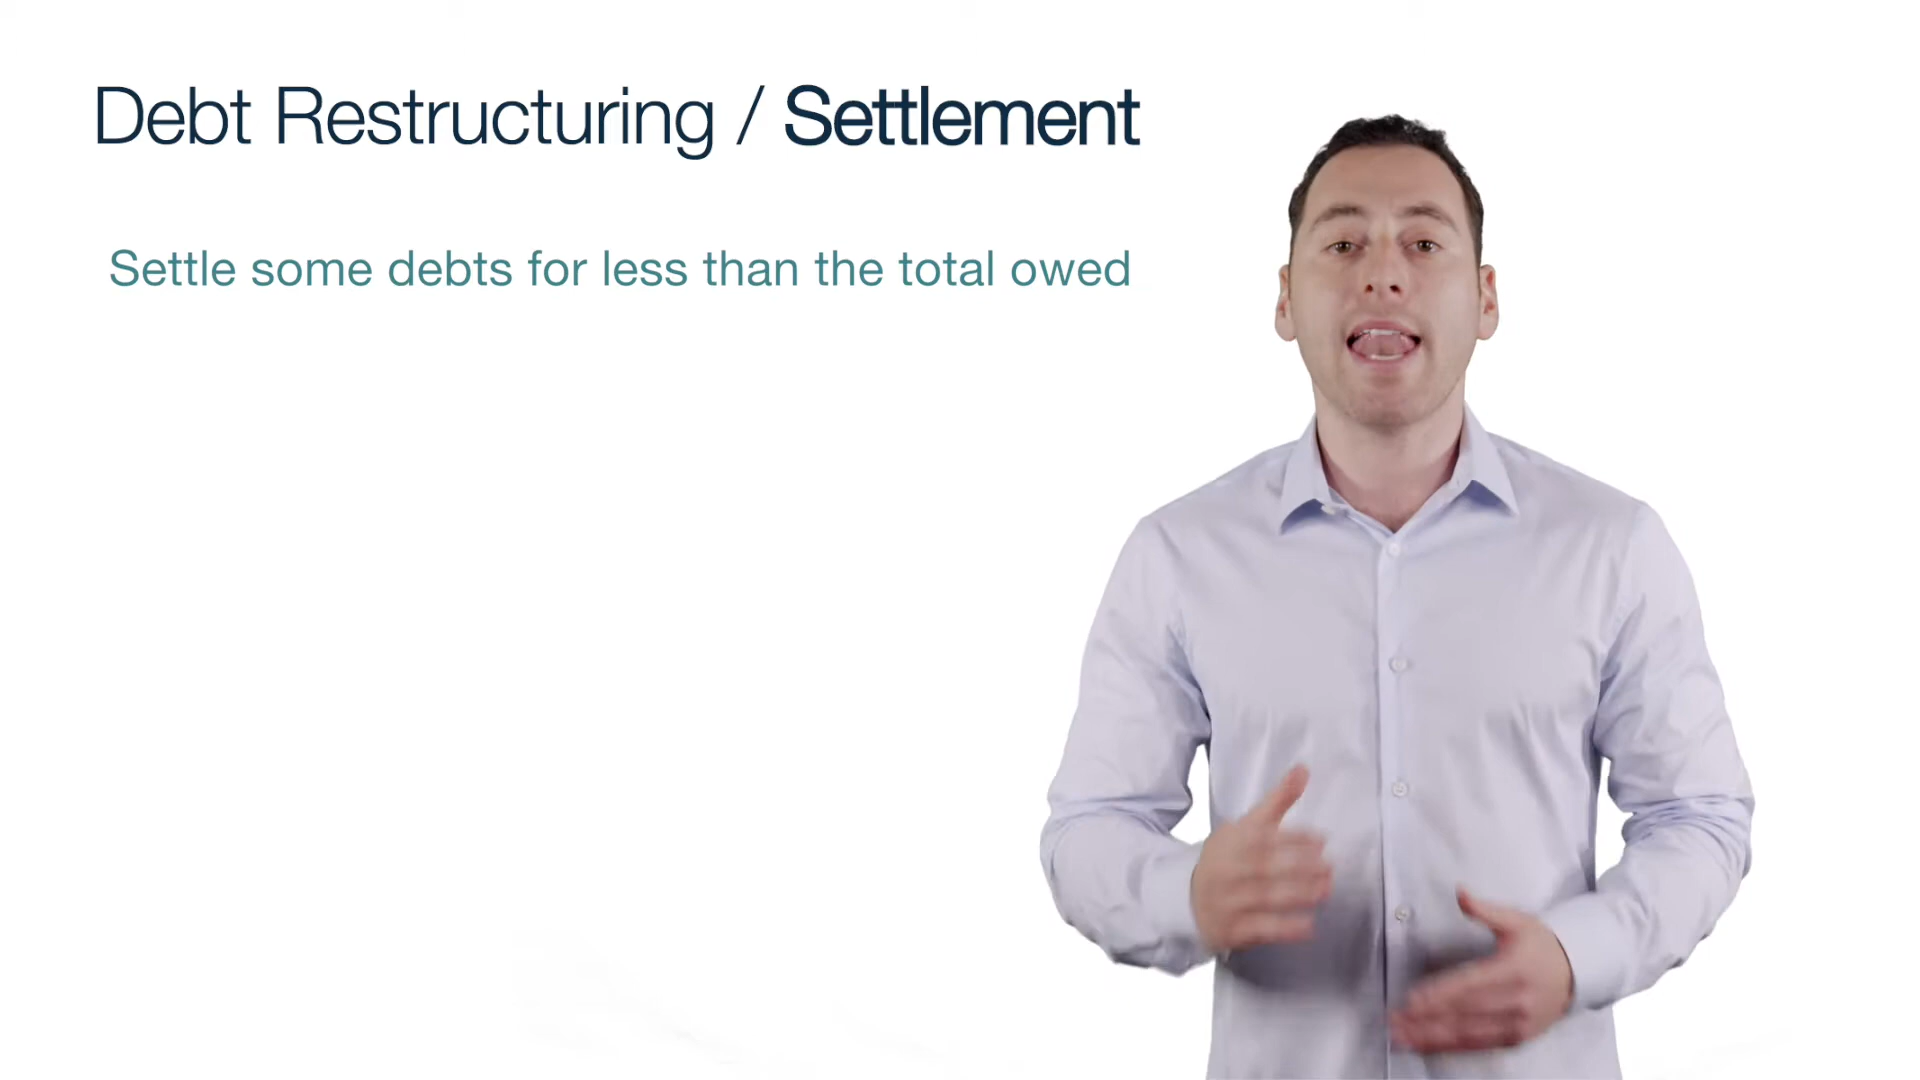 Debt Restructuring / Settlement
Settle some debts for less than the total owed